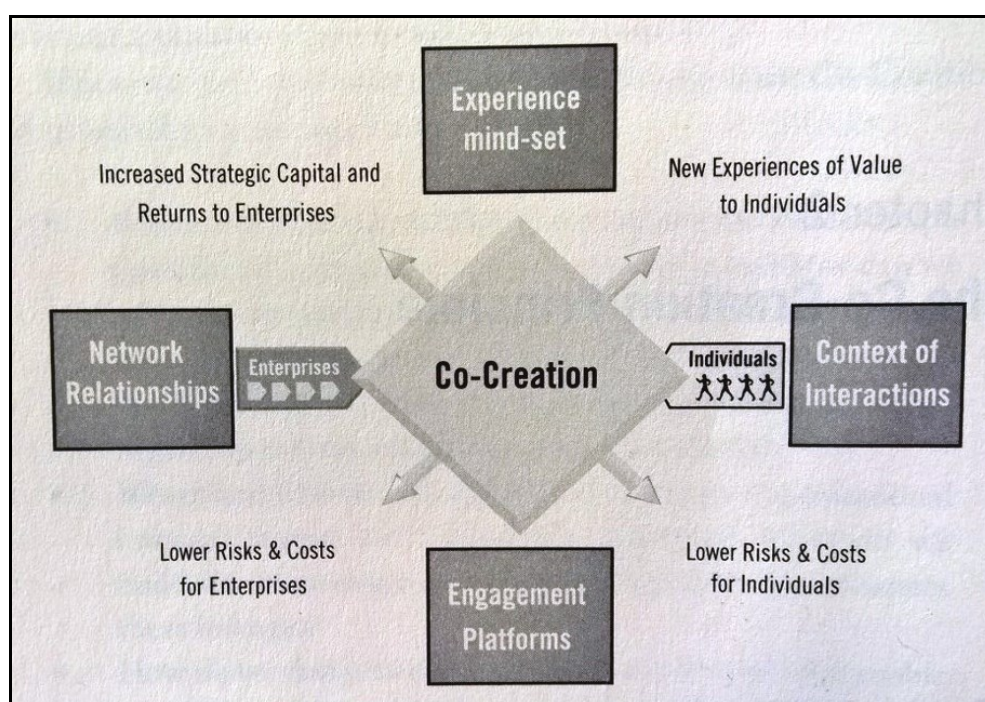 Experience
mind-set
Increased Strategic Capital and
Returns to Enterprises
New Experiences of Value
to Individuals
Network
Relationships
Enterprises
Co-Creation
Individuals
Context of
Interactions
Lower Risks & Costs
for Enterprises
Lower Risks & Costs
for Individuals
Engagement
Platforms